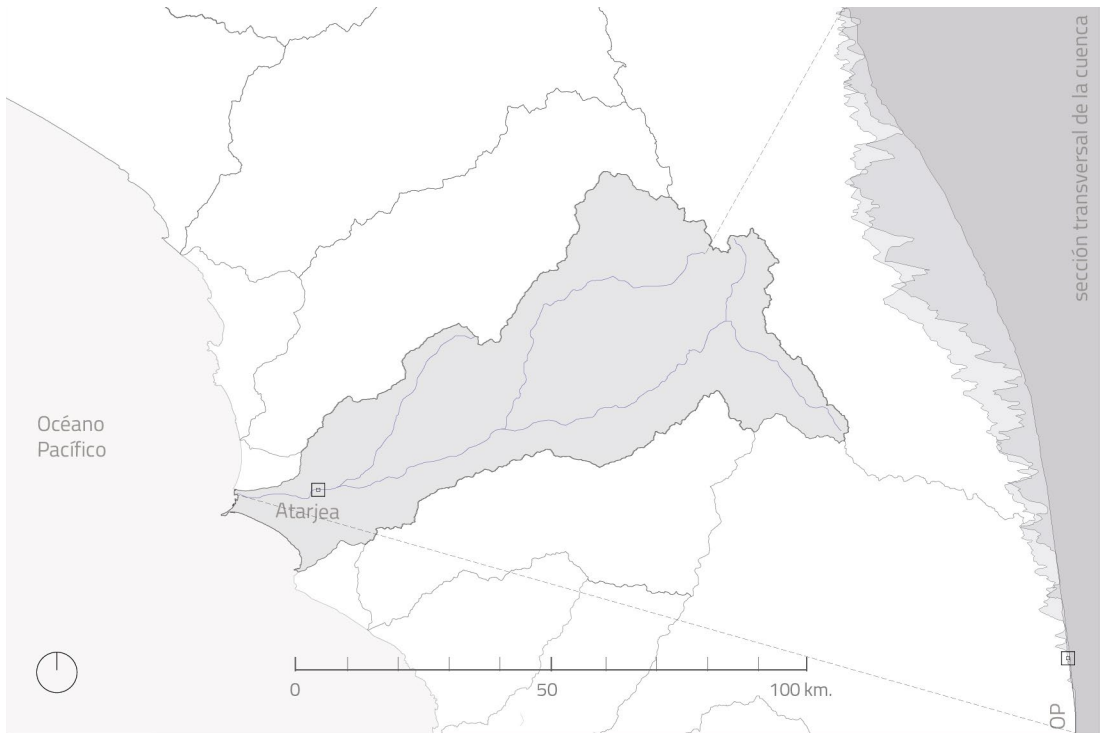 sección transversal de la cuenca
Océano
Pacífico
Atarjea
0
50
100 km.
OP